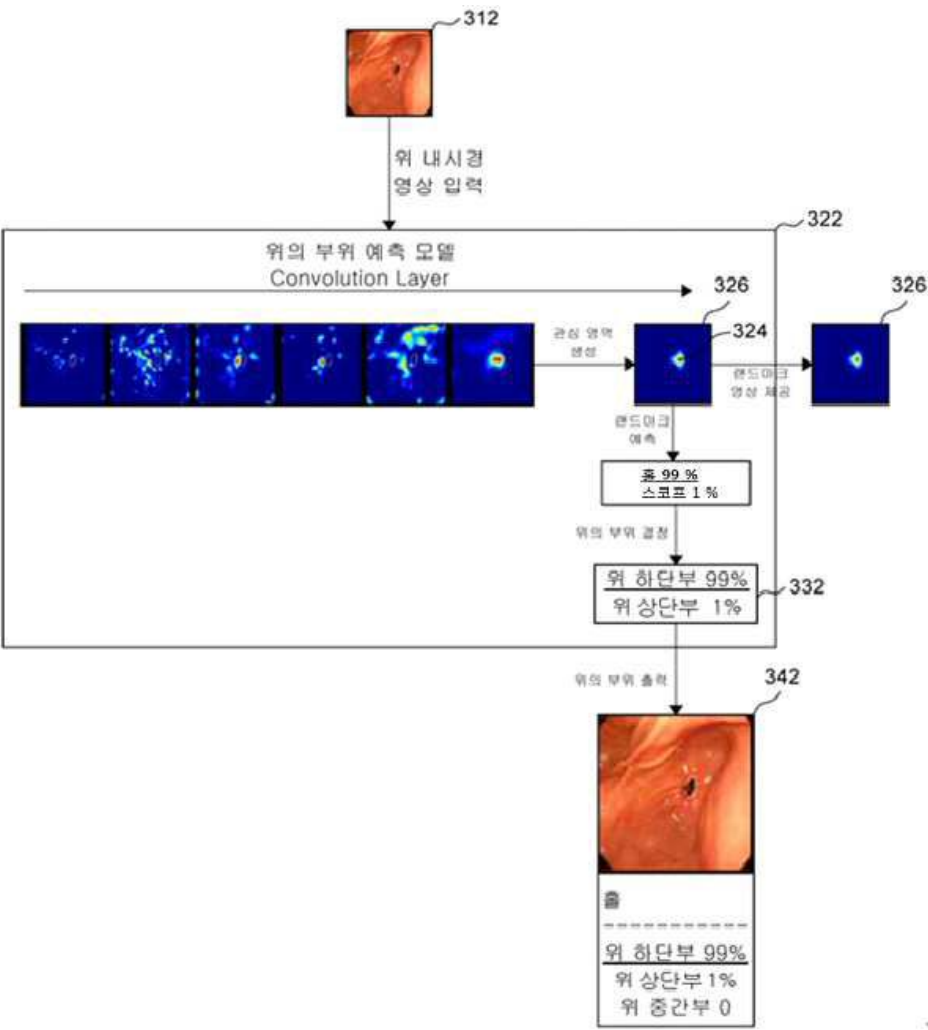 312
위 내시경
영상 입력
322
위의 부위 예측 모델
Convolution Layer
326
324
326
관심 영역
생성
랜드마크
영상 제공
랜드마크
예측
홀 99 %
스코프 1 %
위의 부위 결정
위 하단부 99%
위 상단부 1%
332
위의 부위 출력
342
홀
-----------
위 하단부 99%
위 상단부 1%
위 중간부 0